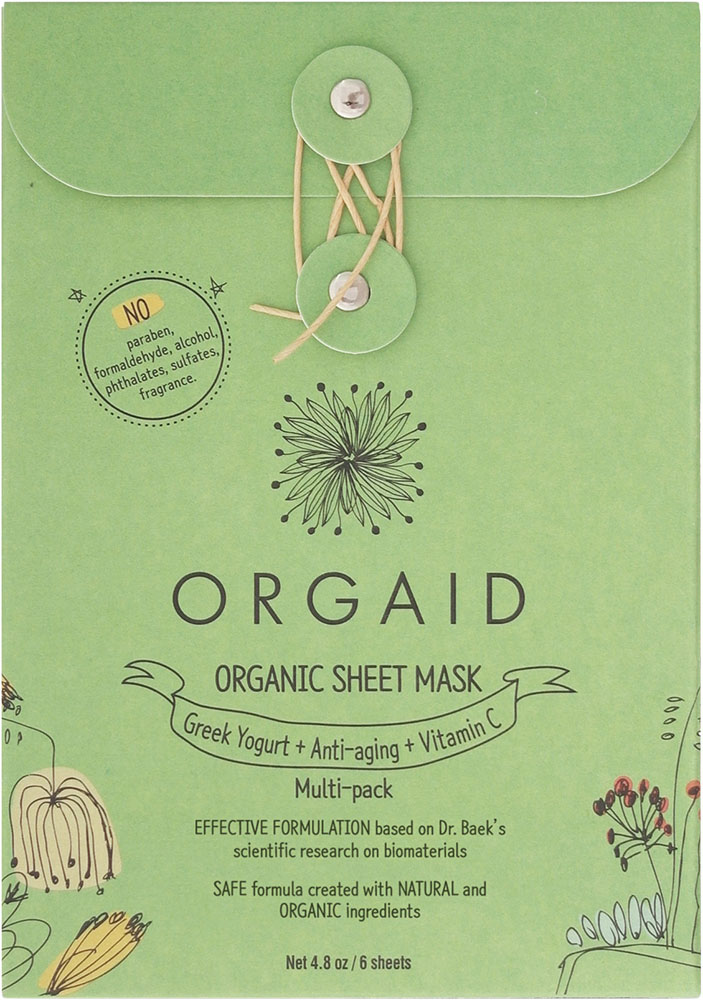 NO
paraben,
formaldehyde, alcohol,
phthalates, sulfates,
fragrance.
ORGAID
ORGANIC SHEET MASK
Greek Yogurt + Anti-aging + Vitamin C
Multi-pack
EFFECTIVE FORMULATION based on Dr. Baek's
scientific research on biomaterials
SAFE formula created with NATURAL and
ORGANIC ingredients
Net 4.8 oz / 6 sheets